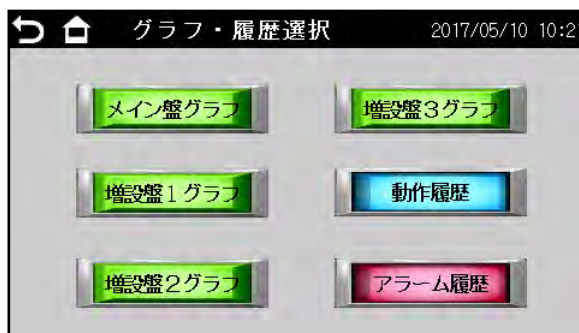 グラフ・履歴選択 2017/05/10 10:2
メイン盤グラフ 増設盤3グラフ
増設盤1グラフ 動作履歴
増設盤2グラフ アラーム履歴